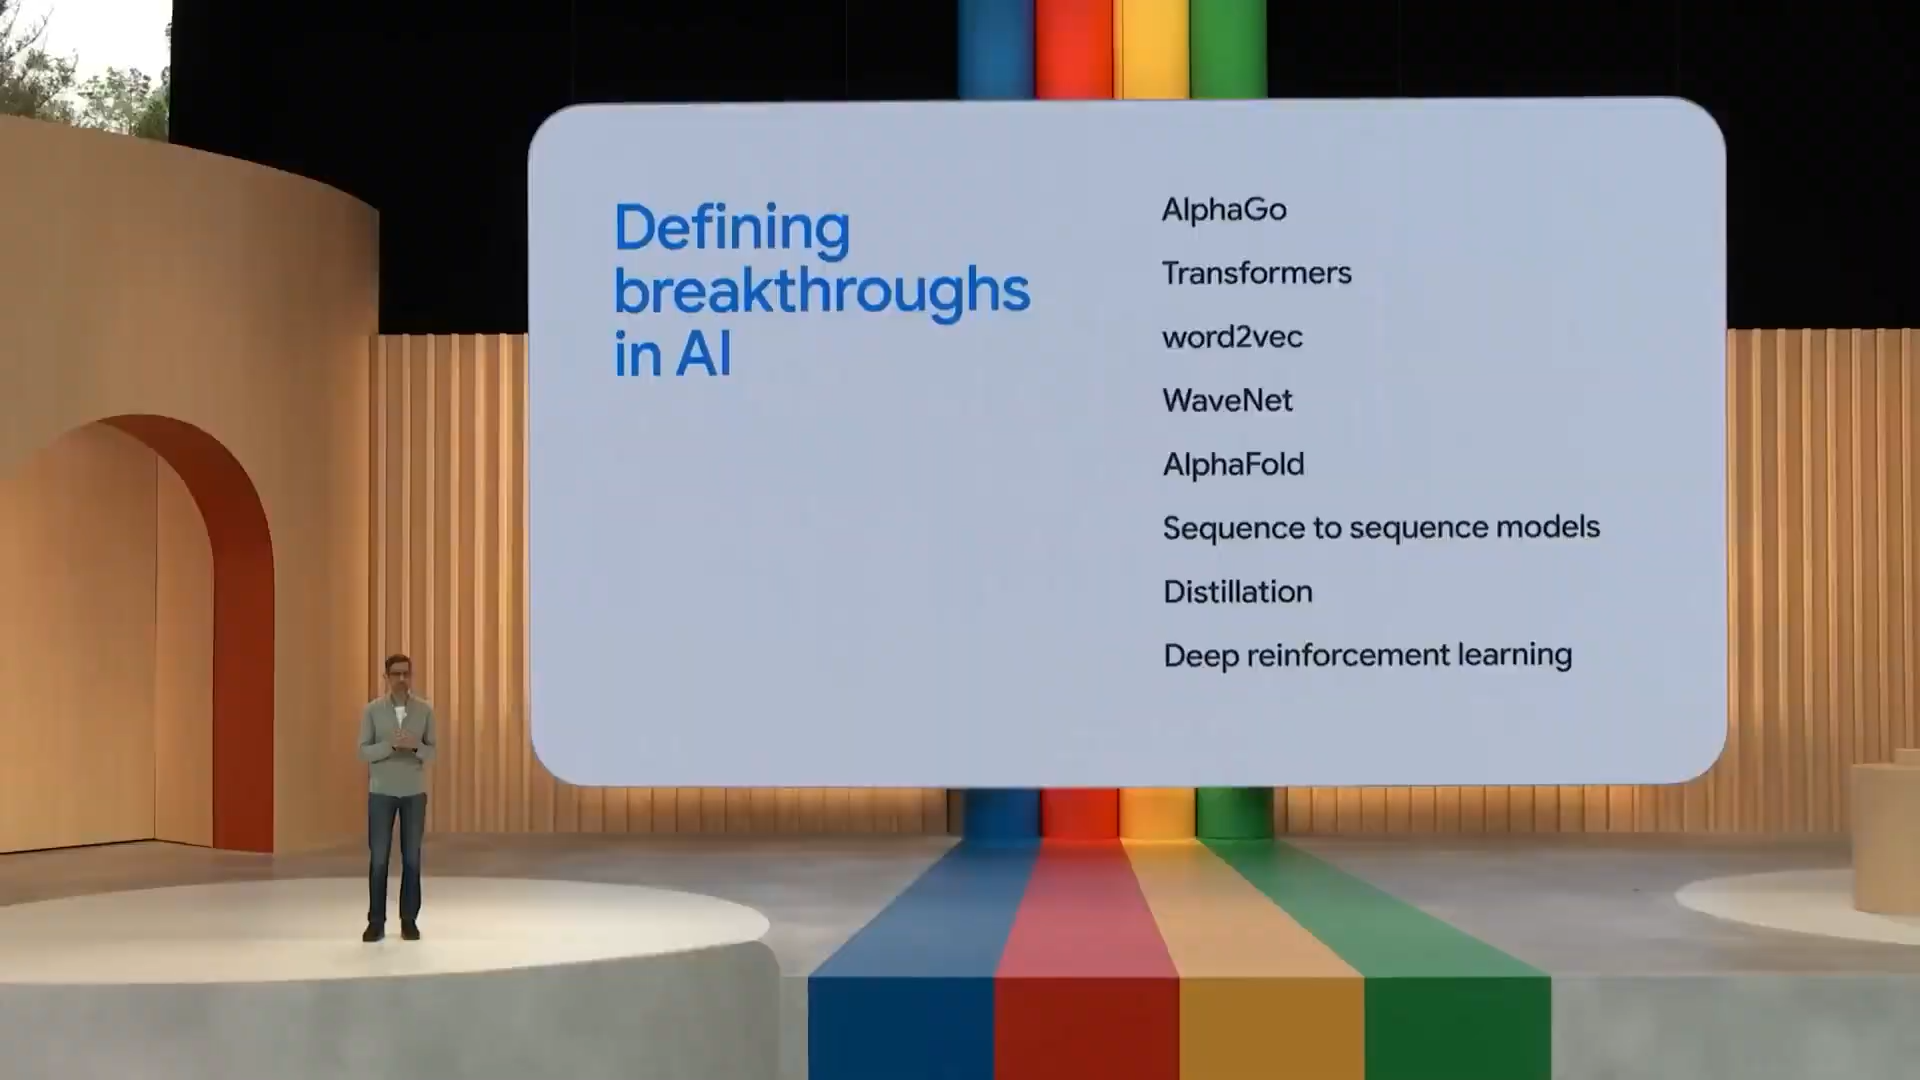 Defining
breakthroughs
in AI
AlphaGo
Transformers
word2vec
WaveNet
AlphaFold
Sequence to sequence models
Distillation
Deep reinforcement learning